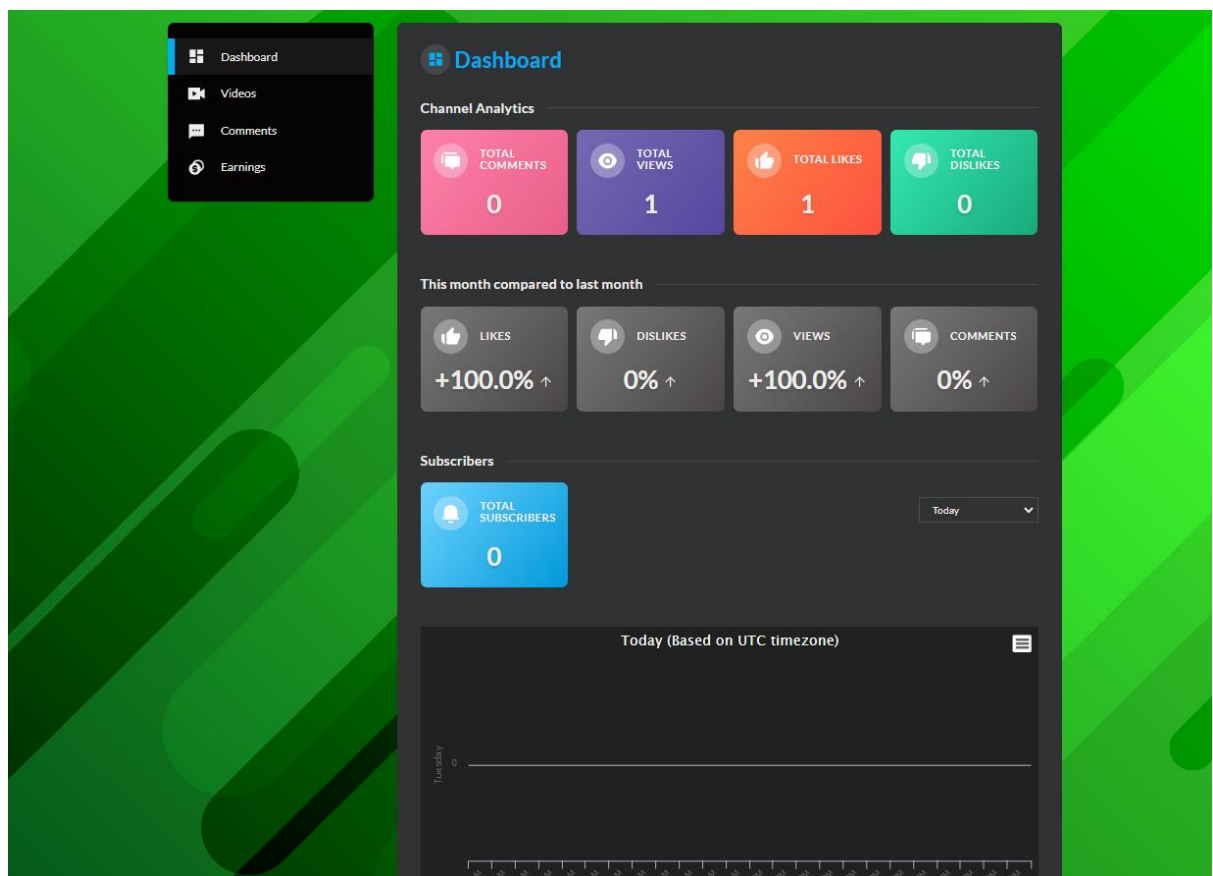 Dashboard
Videos
Comments
Earnings
Dashboard
Channel Analytics
TOTAL
COMMENTS
0
TOTAL
VIEWS
1
TOTAL LIKES
1
TOTAL
DISLIKES
0
This month compared to last month
LIKES
+100.0%
DISLIKES
0%
VIEWS
+100.0%
COMMENTS
0%
Subscribers
TOTAL
SUBSCRIBERS
0
Today
Today (Based on UTC timezone)
Tuesday
0